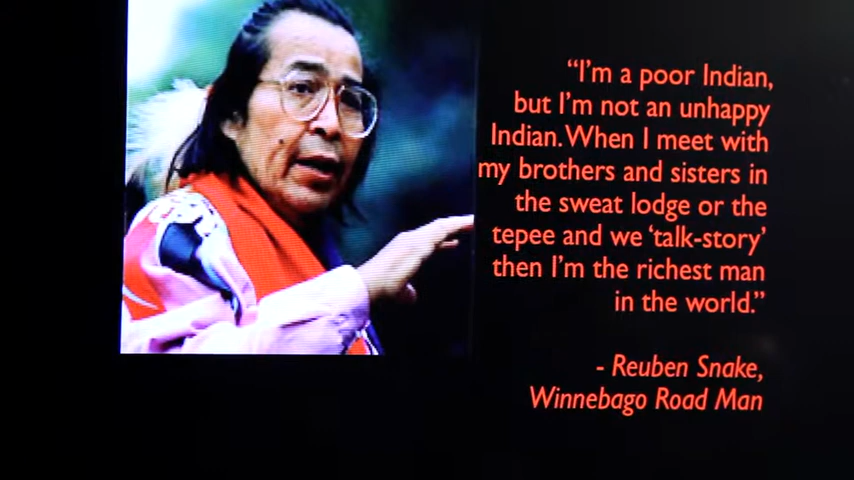 “I’m a poor Indian,
but I’m not an unhappy
Indian. When I meet with
my brothers and sisters in
the sweat lodge or the
tepee and we ‘talk-story’
then I’m the richest man
in the world.”
- Reuben Snake,
Winnebago Road Man